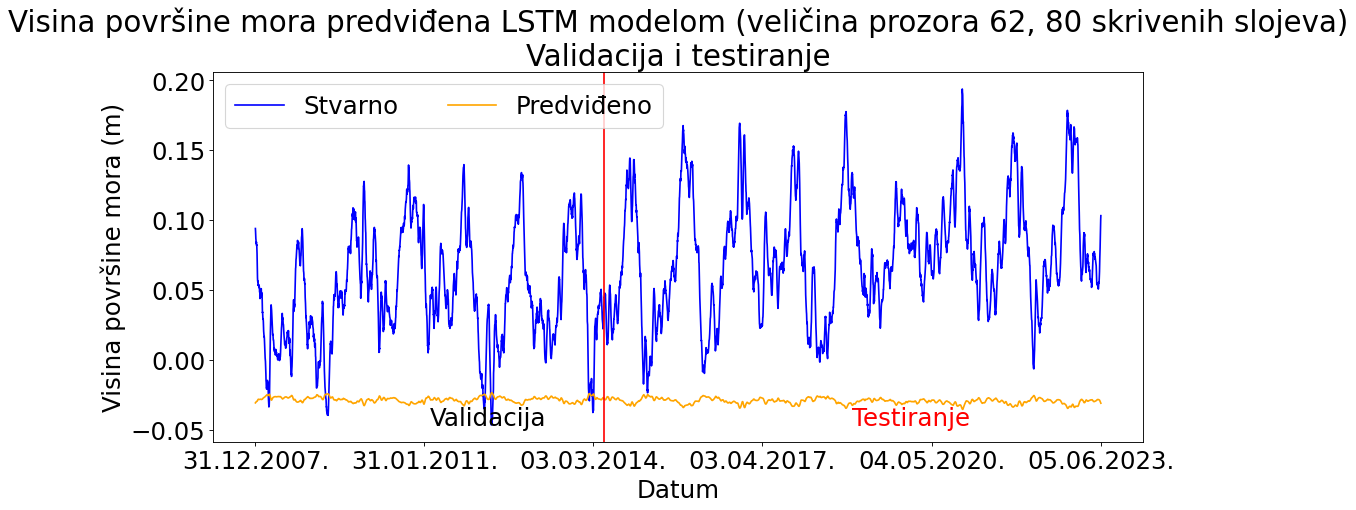 Visina površine mora predviđena LSTM modelom (veličina prozora 62, 80 skrivenih slojeva)
Validacija i testiranje
Stvarno
Predviđeno
Visina površine mora (m)
0.20
0.15
0.10
0.05
0.00
−0.05
Validacija
Testiranje
31.12.2007.
31.01.2011.
03.03.2014.
03.04.2017.
04.05.2020.
05.06.2023.
Datum